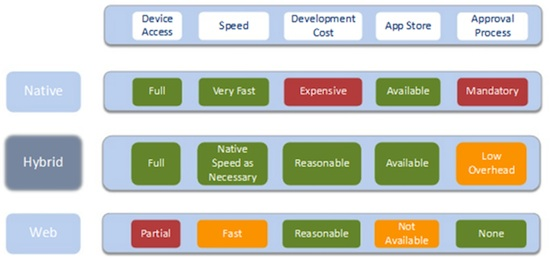 Device Access
Speed
Development Cost
App Store
Approval Process
Native
Full
Very Fast
Expensive
Available
Mandatory
Hybrid
Full
Native Speed as Necessary
Reasonable
Available
Low Overhead
Web
Partial
Fast
Reasonable
Not Available
None